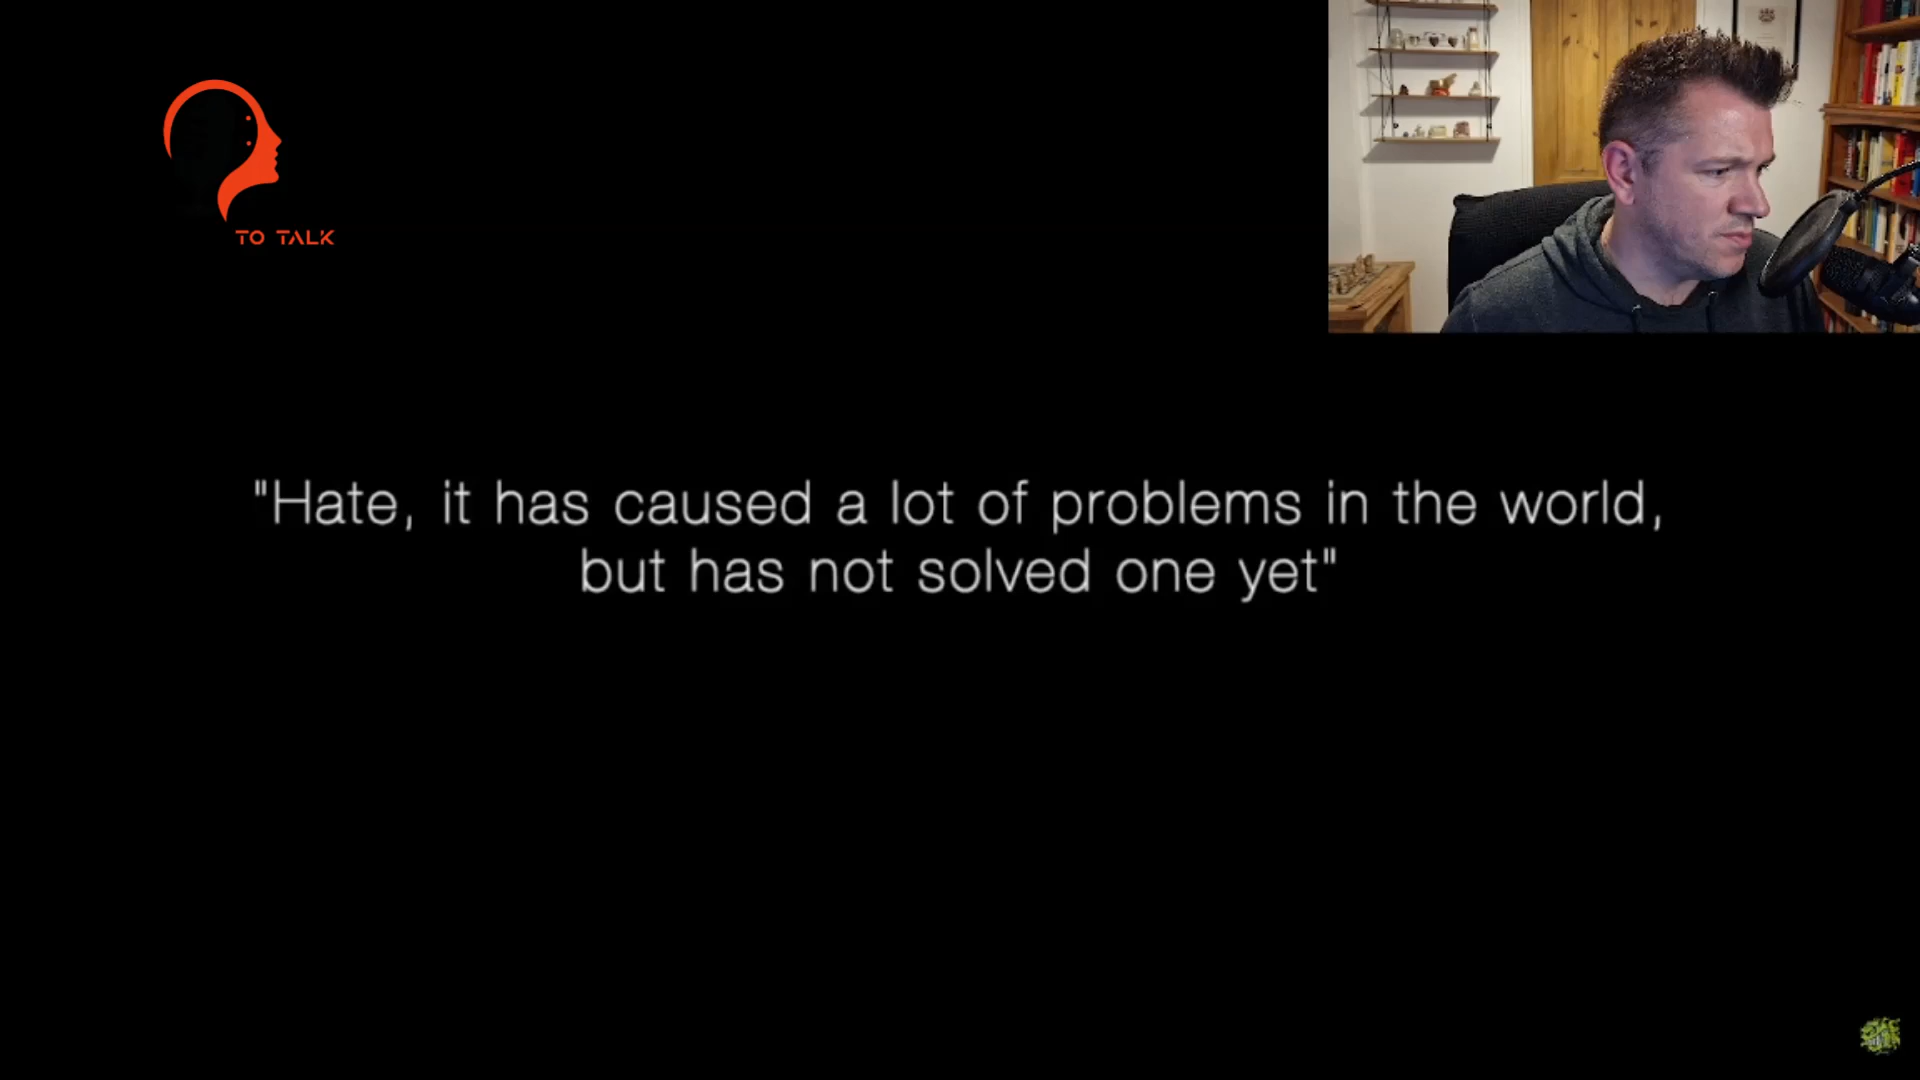 TO TALK
"Hate, it has caused a lot of problems in the world,
but has not solved one yet"